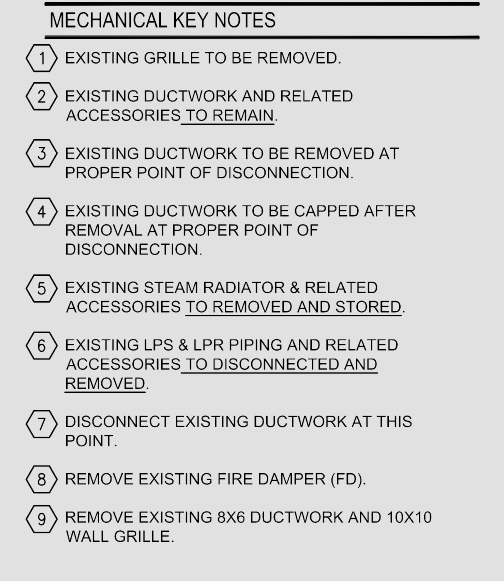 MECHANICAL KEY NOTES
1 EXISTING GRILLE TO BE REMOVED.
2 EXISTING DUCTWORK AND RELATED
ACCESSORIES TO REMAIN.
3 EXISTING DUCTWORK TO BE REMOVED AT
PROPER POINT OF DISCONNECTION.
4 EXISTING DUCTWORK TO BE CAPPED AFTER
REMOVAL AT PROPER POINT OF
DISCONNECTION.
5 EXISTING STEAM RADIATOR & RELATED
ACCESSORIES TO REMOVED AND STORED.
6 EXISTING LPS & LPR PIPING AND RELATED
ACCESSORIES TO DISCONNECTED AND
REMOVED.
7 DISCONNECT EXISTING DUCTWORK AT THIS
POINT.
8 REMOVE EXISTING FIRE DAMPER (FD).
9 REMOVE EXISTING 8X6 DUCTWORK AND 10X10
WALL GRILLE.